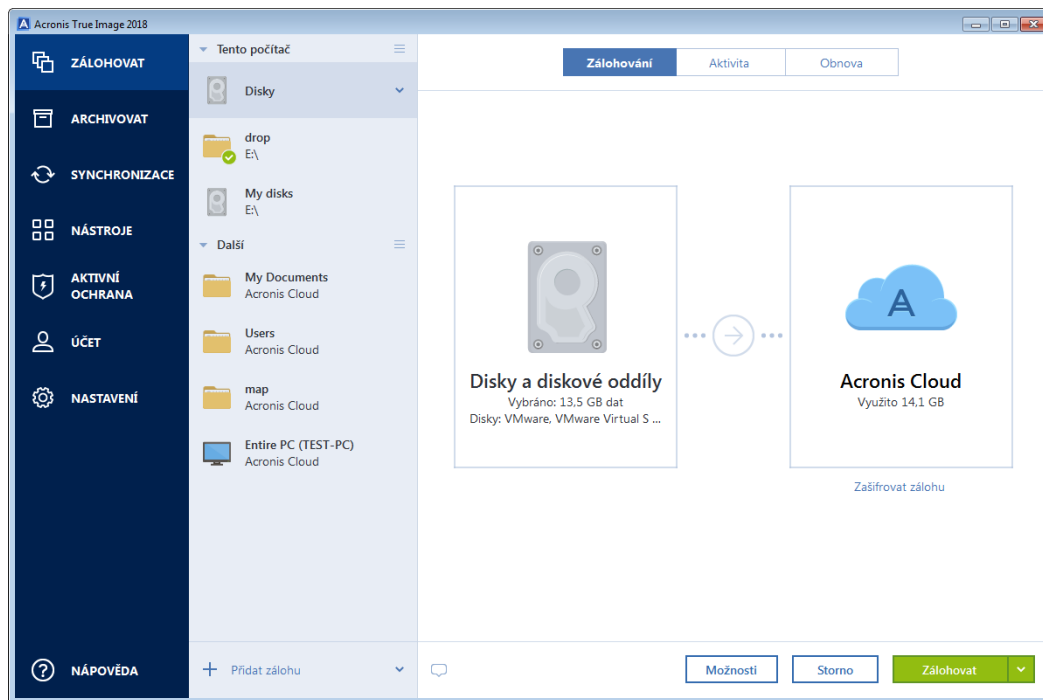 Acronis True Image 2018
ZÁLOHOVAT
ARCHIVOVAT
SYNCHRONIZACE
NÁSTROJE
AKTIVNÍ
OCHRANA
ÚČET
NASTAVENÍ
NÁPOVĚDA
Tento počítač
Disky
drop
E:\
My disks
E:\
Další
My Documents
Acronis Cloud
Users
Acronis Cloud
map
Acronis Cloud
Entire PC (TEST-PC)
Acronis Cloud
Přidat zálohu
Zálohování
Aktivita
Obnova
Disky a diskové oddíly
Vybráno: 13,5 GB dat
Disky: VMware, VMware Virtual S ...
Acronis Cloud
Využito 14,1 GB
Zašifrovat zálohu
Možnosti
Storno
Zálohovat